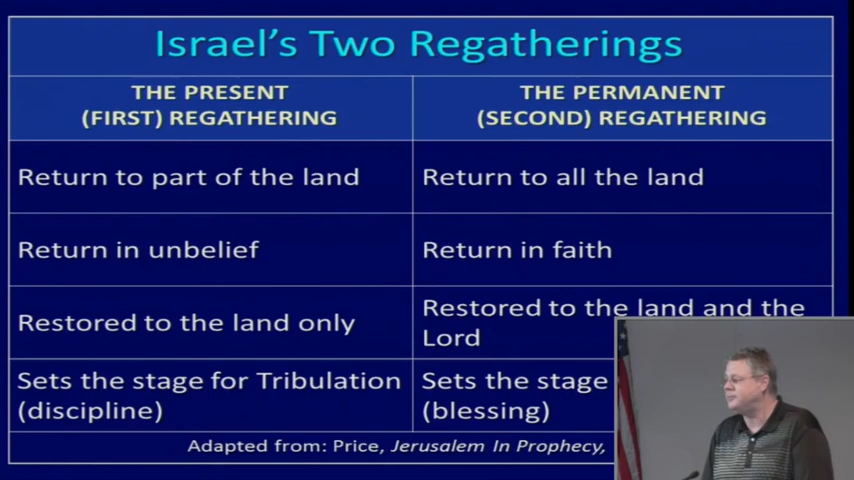 Israel's Two Regatherings
THE PRESENT
(FIRST) REGATHERING
THE PERMANENT
(SECOND) REGATHERING
Return to part of the land
Return to all the land
Return in unbelief
Return in faith
Restored to the land only
Restored to the land and the
Lord
Sets the stage for Tribulation
(discipline)
Sets the stage
(blessing)
Adapted from: Price, Jerusalem In Prophecy,